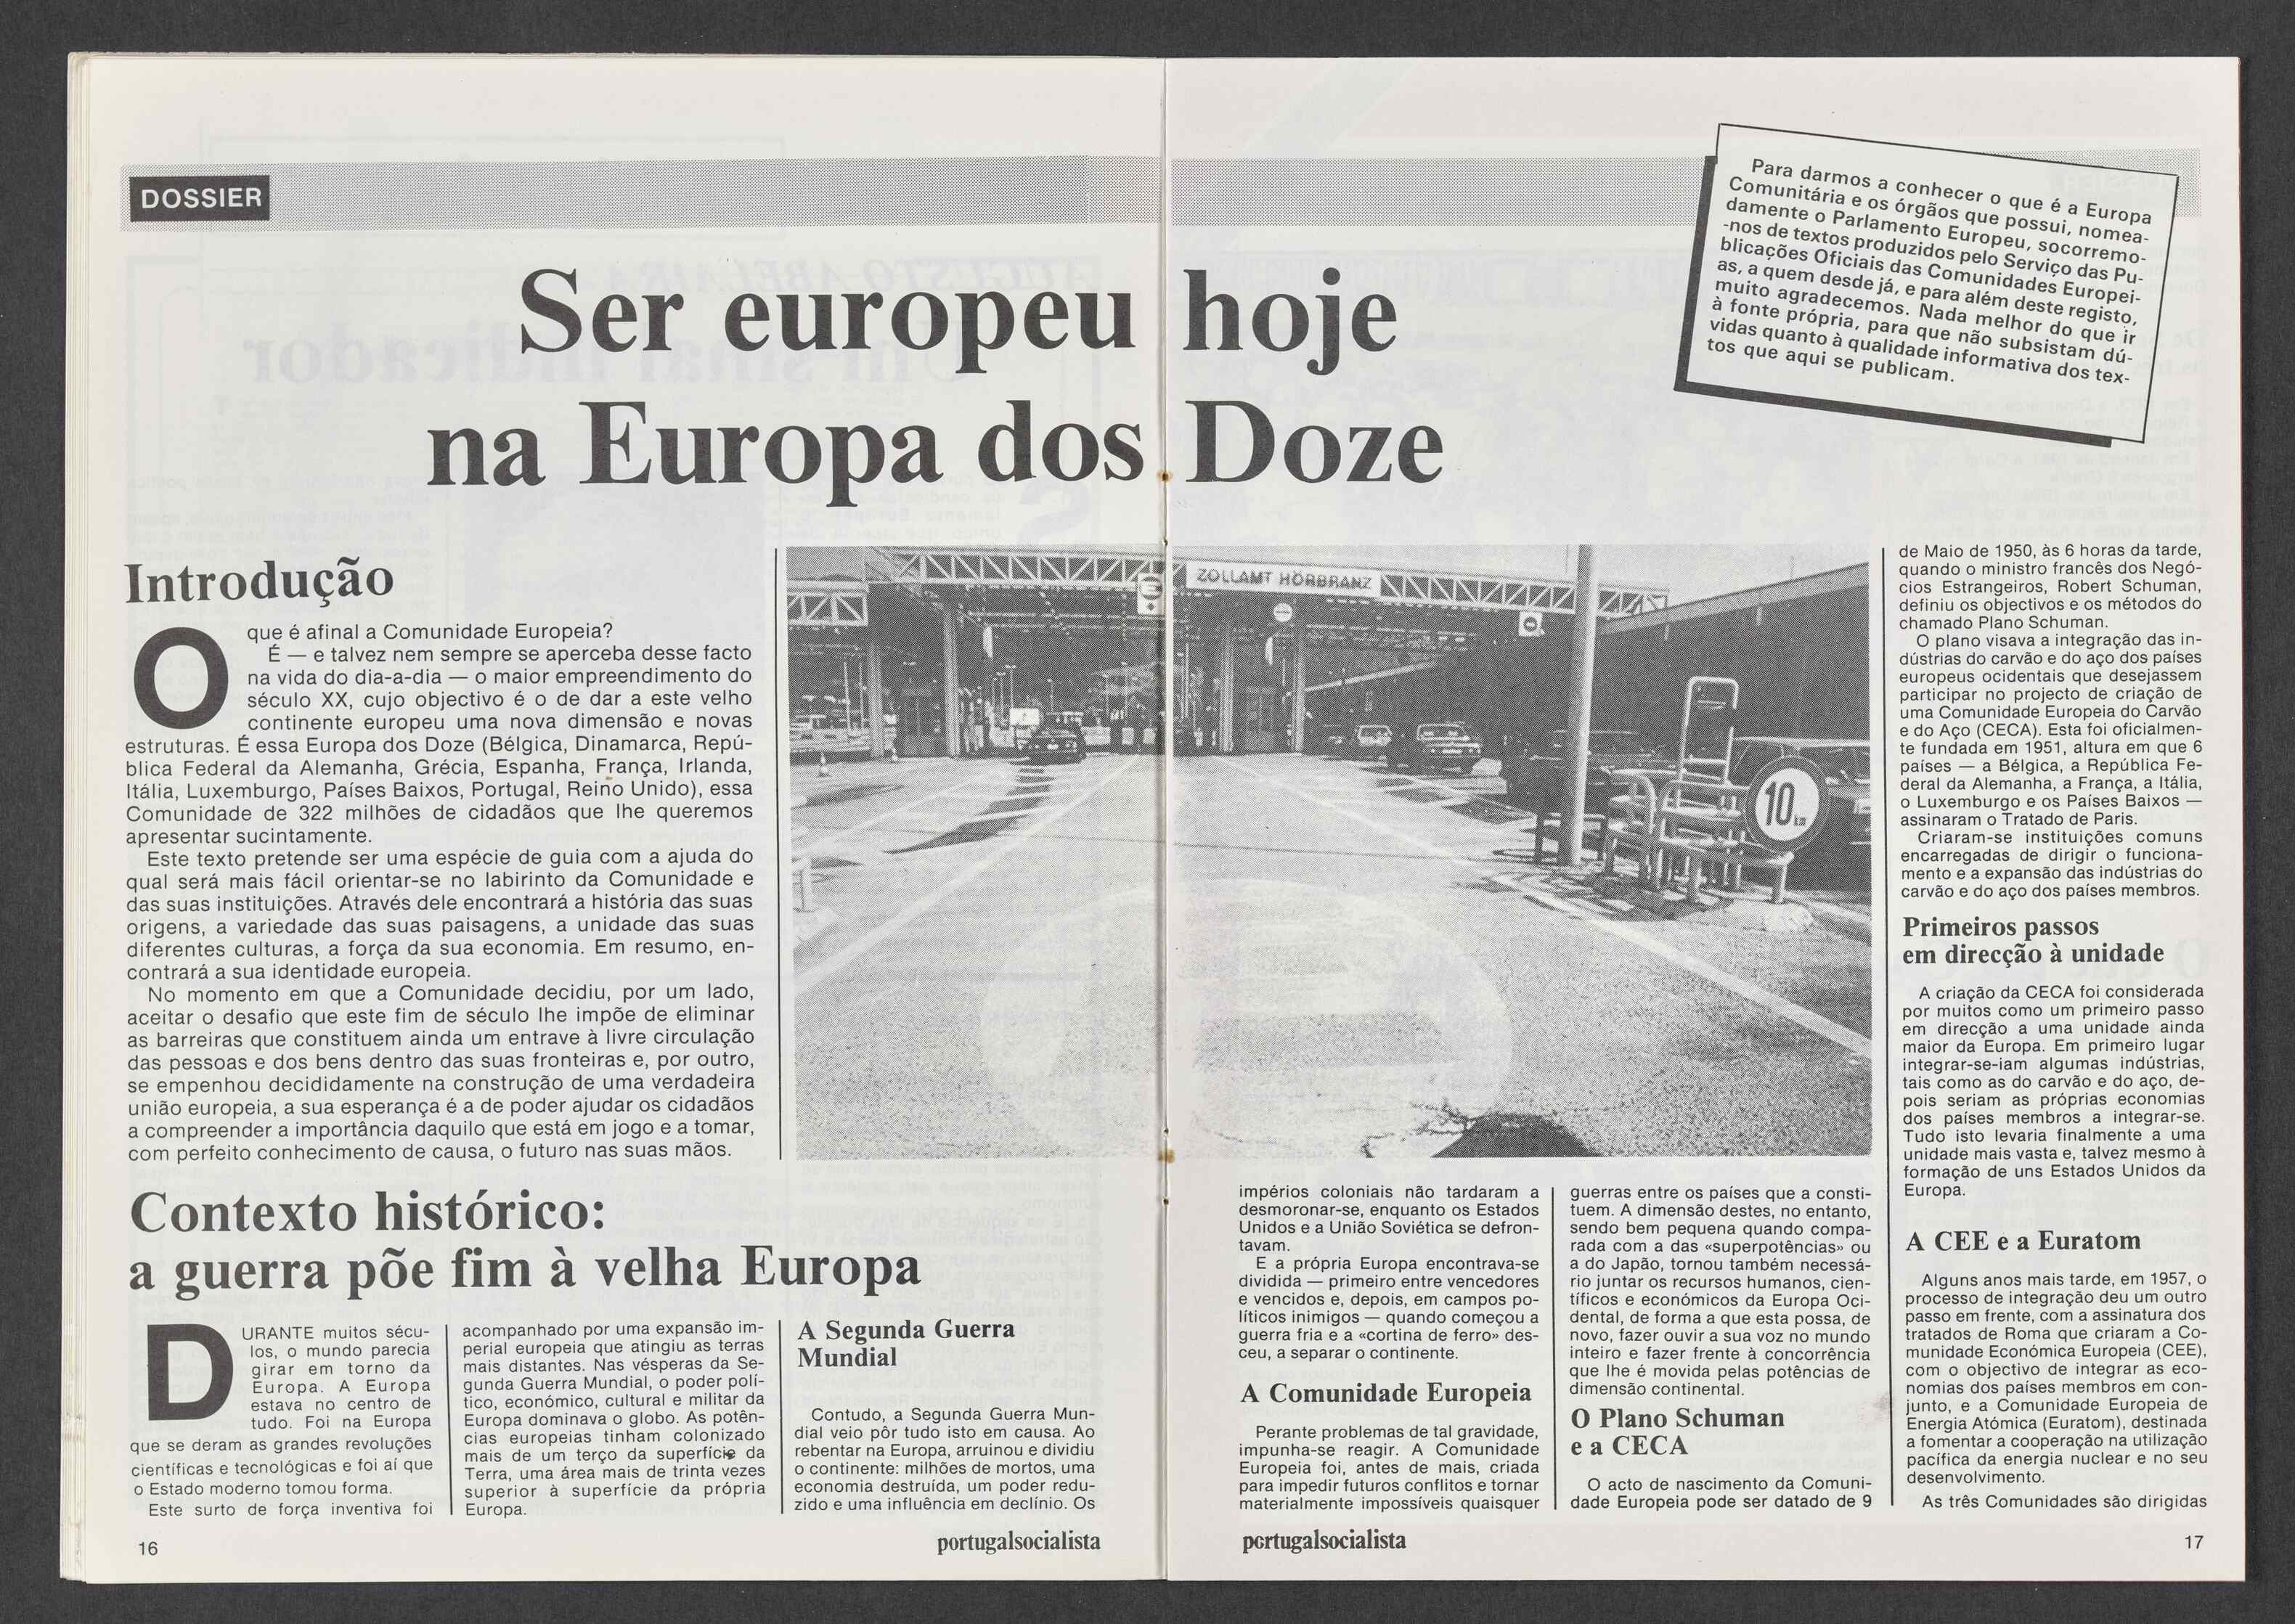 DOSSIER
Ser europeu hoje
na Europa dos Doze
Para darmos a conhecer o que é a Europa
Comunitária e os órgãos que possui, nomea-
damente o Parlamento Europeu, socorremo-
-nos de textos produzidos pelo Serviço das Pu-
blicações Oficiais das Comunidades Europei-
as, a quem desde já, e para além deste registo,
muito agradecemos. Nada melhor do que ir
à fonte própria, para que não subsistam dú-
vidas quanto à qualidade informativa dos tex-
tos que aqui se publicam.
Introdução
O que é afinal a Comunidade Europeia?
É — e talvez nem sempre se aperceba desse facto
na vida do dia-a-dia — o maior empreendimento do
século XX, cujo objectivo é o de dar a este velho
continente europeu uma nova dimensão e novas
estruturas. É essa Europa dos Doze (Bélgica, Dinamarca, Repú-
blica Federal da Alemanha, Grécia, Espanha, França, Irlanda,
Itália, Luxemburgo, Países Baixos, Portugal, Reino Unido), essa
Comunidade de 322 milhões de cidadãos que lhe queremos
apresentar sucintamente.
Este texto pretende ser uma espécie de guia com a ajuda do
qual será mais fácil orientar-se no labirinto da Comunidade e
das suas instituições. Através dele encontrará a história das suas
origens, a variedade das suas paisagens, a unidade das suas
diferentes culturas, a força da sua economia. Em resumo, en-
contrará a sua identidade europeia.
No momento em que a Comunidade decidiu, por um lado,
aceitar o desafio que este fim de século lhe impõe de eliminar
as barreiras que constituem ainda um entrave à livre circulação
das pessoas e dos bens dentro das suas fronteiras e, por outro,
se empenhou decididamente na construção de uma verdadeira
união europeia, a sua esperança é a de poder ajudar os cidadãos
a compreender a importância daquilo que está em jogo e a tomar,
com perfeito conhecimento de causa, o futuro nas suas mãos.
ZOLLAMT HÖRBRANZ
10 km
Contexto histórico:
a guerra põe fim à velha Europa
DURANTE muitos sécu-
los, o mundo parecia
girar em torno da
Europa. A Europa
estava no centro de
tudo. Foi na Europa
que se deram as grandes revoluções
científicas e tecnológicas e foi aí que
o Estado moderno tomou forma.
Este surto de força inventiva foi
acompanhado por uma expansão im-
perial europeia que atingiu as terras
mais distantes. Nas vésperas da Se-
gunda Guerra Mundial, o poder polí-
tico, económico, cultural e militar da
Europa dominava o globo. As potên-
cias europeias tinham colonizado
mais de um terço da superfície da
Terra, uma área mais de trinta vezes
superior à superfície da própria
Europa.
A Segunda Guerra
Mundial
Contudo, a Segunda Guerra Mun-
dial veio pôr tudo isto em causa. Ao
rebentar na Europa, arruinou e dividiu
o continente: milhões de mortos, uma
economia destruída, um poder redu-
zido e uma influência em declínio. Os
16
portugalsocialista
impérios coloniais não tardaram a
desmoronar-se, enquanto os Estados
Unidos e a União Soviética se defron-
tavam.
E a própria Europa encontrava-se
dividida — primeiro entre vencedores
e vencidos e, depois, em campos po-
líticos inimigos — quando começou a
guerra fria e a «cortina de ferro» des-
ceu, a separar o continente.
A Comunidade Europeia
Perante problemas de tal gravidade,
impunha-se reagir. A Comunidade
Europeia foi, antes de mais, criada
para impedir futuros conflitos e tornar
materialmente impossíveis quaisquer
guerras entre os países que a consti-
tuem. A dimensão destes, no entanto,
sendo bem pequena quando compa-
rada com a das «superpotências» ou
a do Japão, tornou também necessá-
rio juntar os recursos humanos, cien-
tíficos e económicos da Europa Oci-
dental, de forma a que esta possa, de
novo, fazer ouvir a sua voz no mundo
inteiro e fazer frente à concorrência
que lhe é movida pelas potências de
dimensão continental.
O Plano Schuman
e a CECA
O acto de nascimento da Comuni-
dade Europeia pode ser datado de 9
de Maio de 1950, às 6 horas da tarde,
quando o ministro francês dos Negó-
cios Estrangeiros, Robert Schuman,
definiu os objectivos e os métodos do
chamado Plano Schuman.
O plano visava a integração das in-
dústrias do carvão e do aço dos países
europeus ocidentais que desejassem
participar no projecto de criação de
uma Comunidade Europeia do Carvão
e do Aço (CECA). Esta foi oficialmen-
te fundada em 1951, altura em que 6
países — a Bélgica, a República Fe-
deral da Alemanha, a França, a Itália,
o Luxemburgo e os Países Baixos —
assinaram o Tratado de Paris.
Criaram-se instituições comuns
encarregadas de dirigir o funciona-
mento e a expansão das indústrias do
carvão e do aço dos países membros.
Primeiros passos
em direcção à unidade
A criação da CECA foi considerada
por muitos como um primeiro passo
em direcção a uma unidade ainda
maior da Europa. Em primeiro lugar
integrar-se-iam algumas indústrias,
tais como as do carvão e do aço, de-
pois seriam as próprias economias
dos países membros a integrar-se.
Tudo isto levaria finalmente a uma
unidade mais vasta e, talvez mesmo à
formação de uns Estados Unidos da
Europa.
A CEE e a Euratom
Alguns anos mais tarde, em 1957, o
processo de integração deu um outro
passo em frente, com a assinatura dos
tratados de Roma que criaram a Co-
munidade Económica Europeia (CEE),
com o objectivo de integrar as eco-
nomias dos países membros em con-
junto, e a Comunidade Europeia de
Energia Atómica (Euratom), destinada
a fomentar a cooperação na utilização
pacífica da energia nuclear e no seu
desenvolvimento.
As três Comunidades são dirigidas
portugalsocialista
17